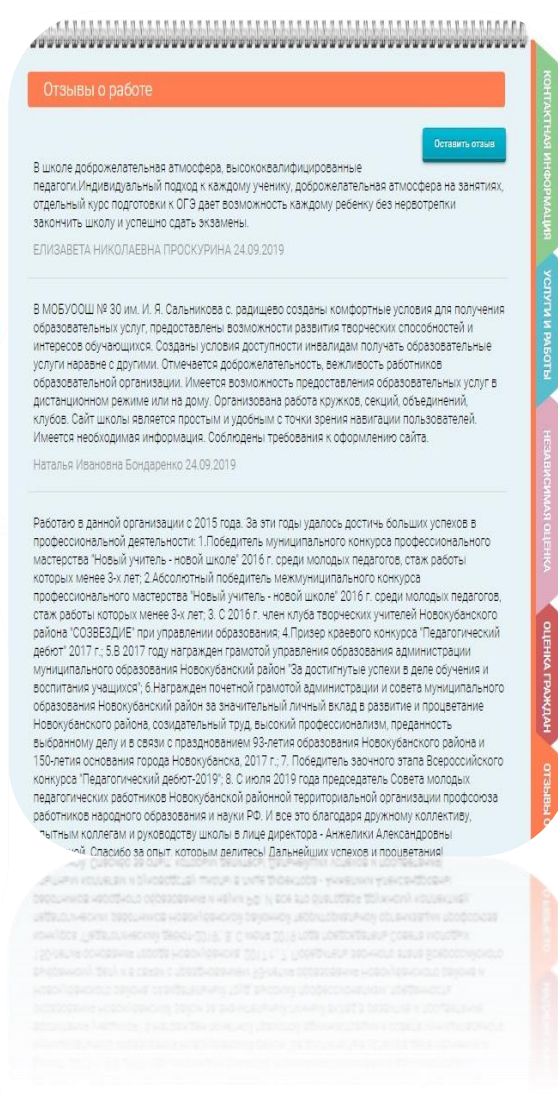 Отзывы о работе
Оставить отзыв
В школе доброжелательная атмосфера, высококвалифицированные
педагоги.Индивидуальный подход к каждому ученику, доброжелательная атмосфера на занятиях,
отдельный курс подготовки к ОГЭ дает возможность каждому ребенку без нервотрепки
закончить школу и успешно сдать экзамены.
ЕЛИЗАВЕТА НИКОЛАЕВНА ПРОСКУРИНА 24.09.2019
В МОБУООШ № 30 им. И. Я. Сальникова с. радищево созданы комфортные условия для получения
образовательных услуг, предоставлены возможности развития творческих способностей и
интересов обучающихся. Созданы условия доступности инвалидам получать образовательные
услуги наравне с другими. Отмечается доброжелательность, вежливость работников
образовательной организации. Имеется возможность предоставления образовательных услуг в
дистанционном режиме или на дому. Организована работа кружков, секций, объединений,
клубов. Сайт школы является простым и удобным с точки зрения навигации пользователей.
Имеется необходимая информация. Соблюдены требования к оформлению сайта.
Наталья Ивановна Бондаренко 24.09.2019
Работаю в данной организации с 2015 года. За эти годы удалось достичь больших успехов в
профессиональной деятельности: 1.Победитель муниципального конкурса профессионального
мастерства "Новый учитель - новой школе" 2016 г. среди молодых педагогов, стаж работы
которых менее 3-х лет; 2.Абсолютный победитель межмуниципального конкурса
профессионального мастерства "Новый учитель - новой школе" 2016 г. среди молодых педагогов,
стаж работы которых менее 3-х лет; 3. С 2016 г. член клуба творческих учителей Новокубанского
района "СОЗВЕЗДИЕ" при управлении образования; 4.Призер краевого конкурса "Педагогический
дебют" 2017 г.; 5.В 2017 году награжден грамотой управления образования администрации
муниципального образования Новокубанский район "За достигнутые успехи в деле обучения и
воспитания учащихся"; 6.Награжден почетной грамотой администрации и совета муниципального
образования Новокубанский район за значительный личный вклад в развитие и процветание
Новокубанского района, созидательный труд, высокий профессионализм, преданность
выбранному делу и в связи с празднованием 93-летия образования Новокубанского района и
150-летия основания города Новокубанска, 2017 г.; 7. Победитель заочного этапа Всероссийского
конкурса "Педагогический дебют-2019"; 8. С июля 2019 года председатель Совета молодых
педагогических работников Новокубанской районной территориальной организации профсоюза
работников народного образования и науки РФ. И все это благодаря дружному коллективу,
коллегам и руководству школы в лице директора - Анжелики Александровны
Спасибо за опыт, которым делитесь! Дальнейших успехов и процветания!
КОНТАКТНАЯ ИНФОРМАЦИЯ
УСЛУГИ И РАБОТЫ
НЕЗАВИСИМАЯ ОЦЕНКА
ОЦЕНКА ГРАЖДАН
ОТЗЫВЫ О